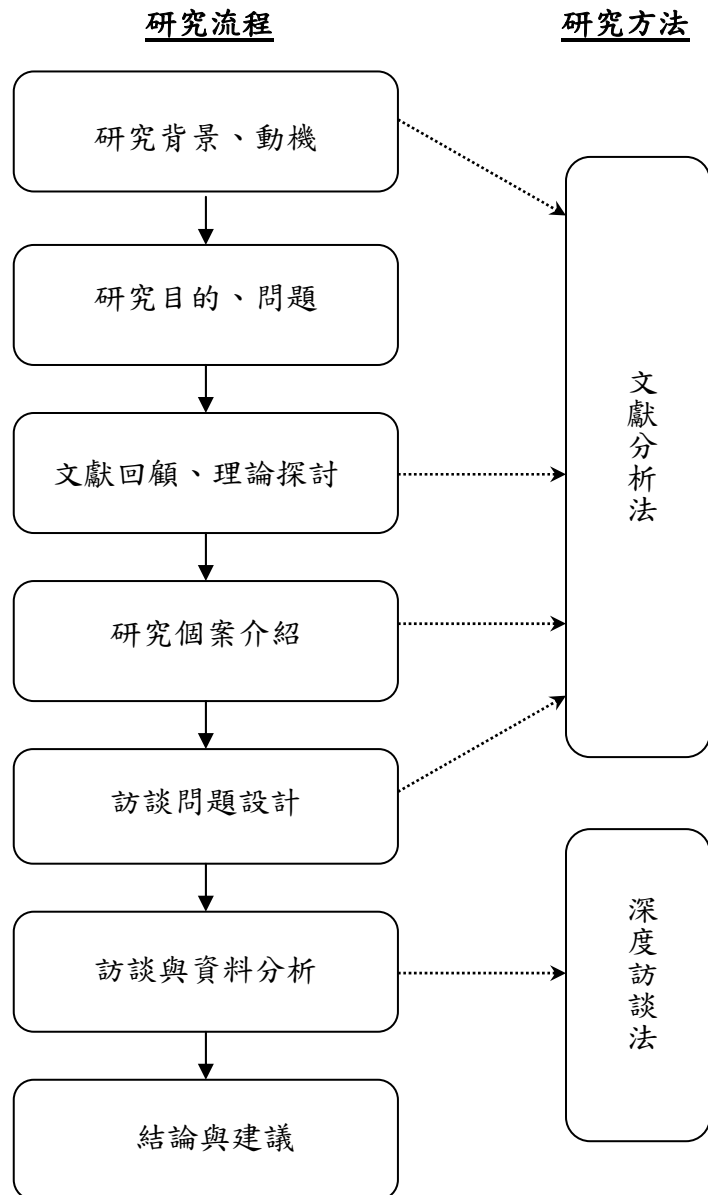 研究流程
研究方法
研究背景、動機
研究目的、問題
文獻回顧、理論探討
研究個案介紹
訪談問題設計
訪談與資料分析
結論與建議
文獻分析法
深度訪談法